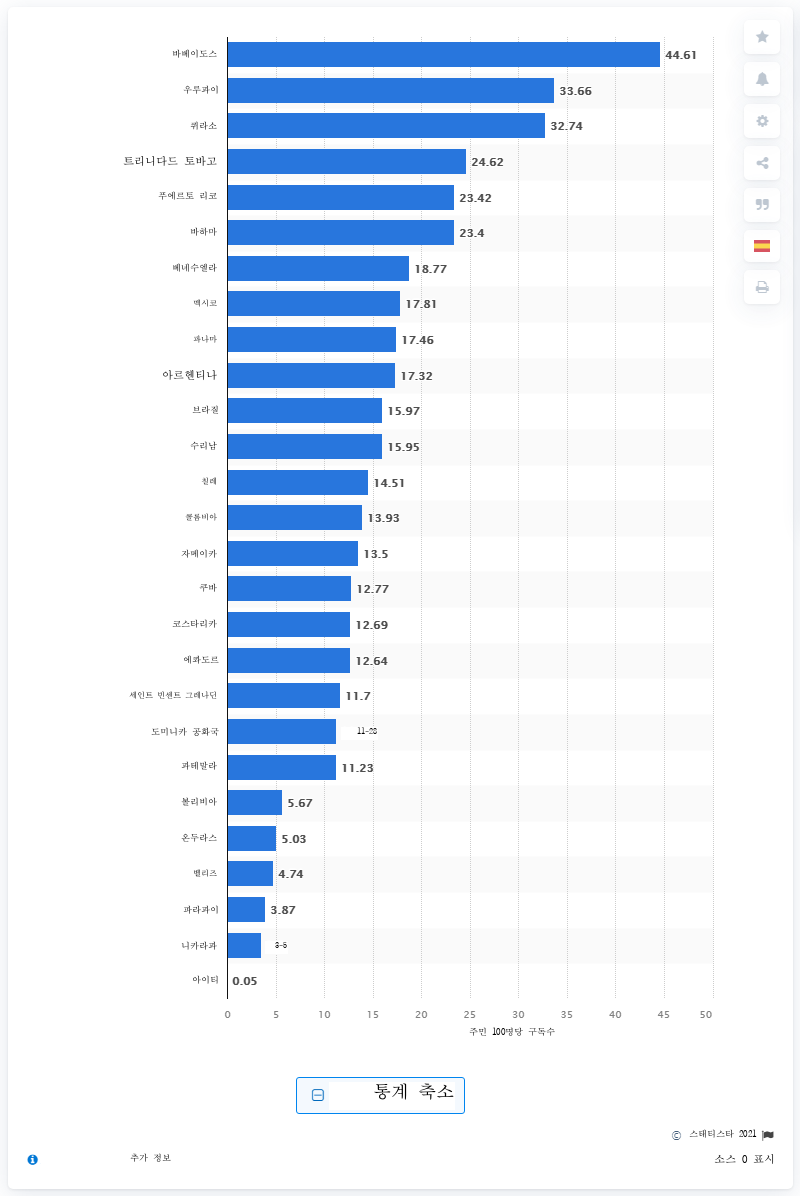 바베이도스 44.61
우루과이 33.66
퀴라소 32.74
트리니다드 토바고 24.62
푸에르토 리코 23.42
바하마 23.4
베네수엘라 18.77
멕시코 17.81
파나마 17.46
아르헨티나 17.32
브라질 15.97
수리남 15.95
칠레 14.51
콜롬비아 13.93
자메이카 13.5
쿠바 12.77
코스타리카 12.69
에콰도르 12.64
세인트 빈센트 그레나딘 11.7
도미니카 공화국 11-28
과테말라 11.23
볼리비아 5.67
온두라스 5.03
벨리즈 4.74
파라과이 3.87
니카라과 3-5
아이티 0.05
0 5 10 15 20 25 30 35 40 45 50
주민 100명당 구독수
통계 축소
© 스태티스타 2021
추가 정보
소스 0 표시